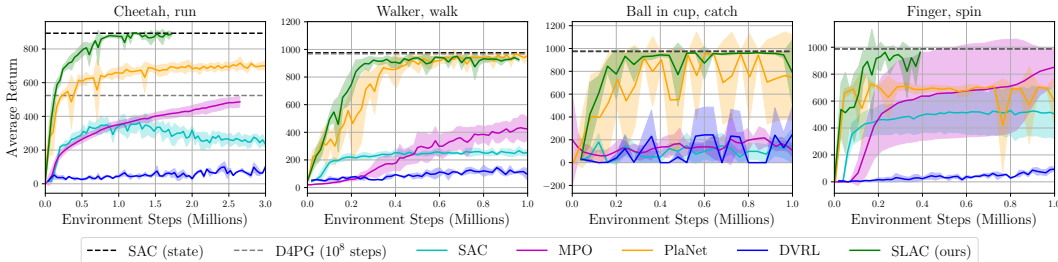 Cheetah, run
Walker, walk
Ball in cup, catch
Finger, spin
Average Return
800
600
400
200
0
0.0 0.5 1.0 1.5 2.0 2.5 3.0
Environment Steps (Millions)
1200
1000
800
600
400
200
0
0.0 0.2 0.4 0.6 0.8 1.0
Environment Steps (Millions)
1200
1000
800
600
400
200
0
−200
0.0 0.2 0.4 0.6 0.8 1.0
Environment Steps (Millions)
1000
800
600
400
200
0
0.0 0.2 0.4 0.6 0.8 1.0
Environment Steps (Millions)
SAC (state) D4PG (10⁸ steps) SAC MPO PlaNet DVRL SLAC (ours)